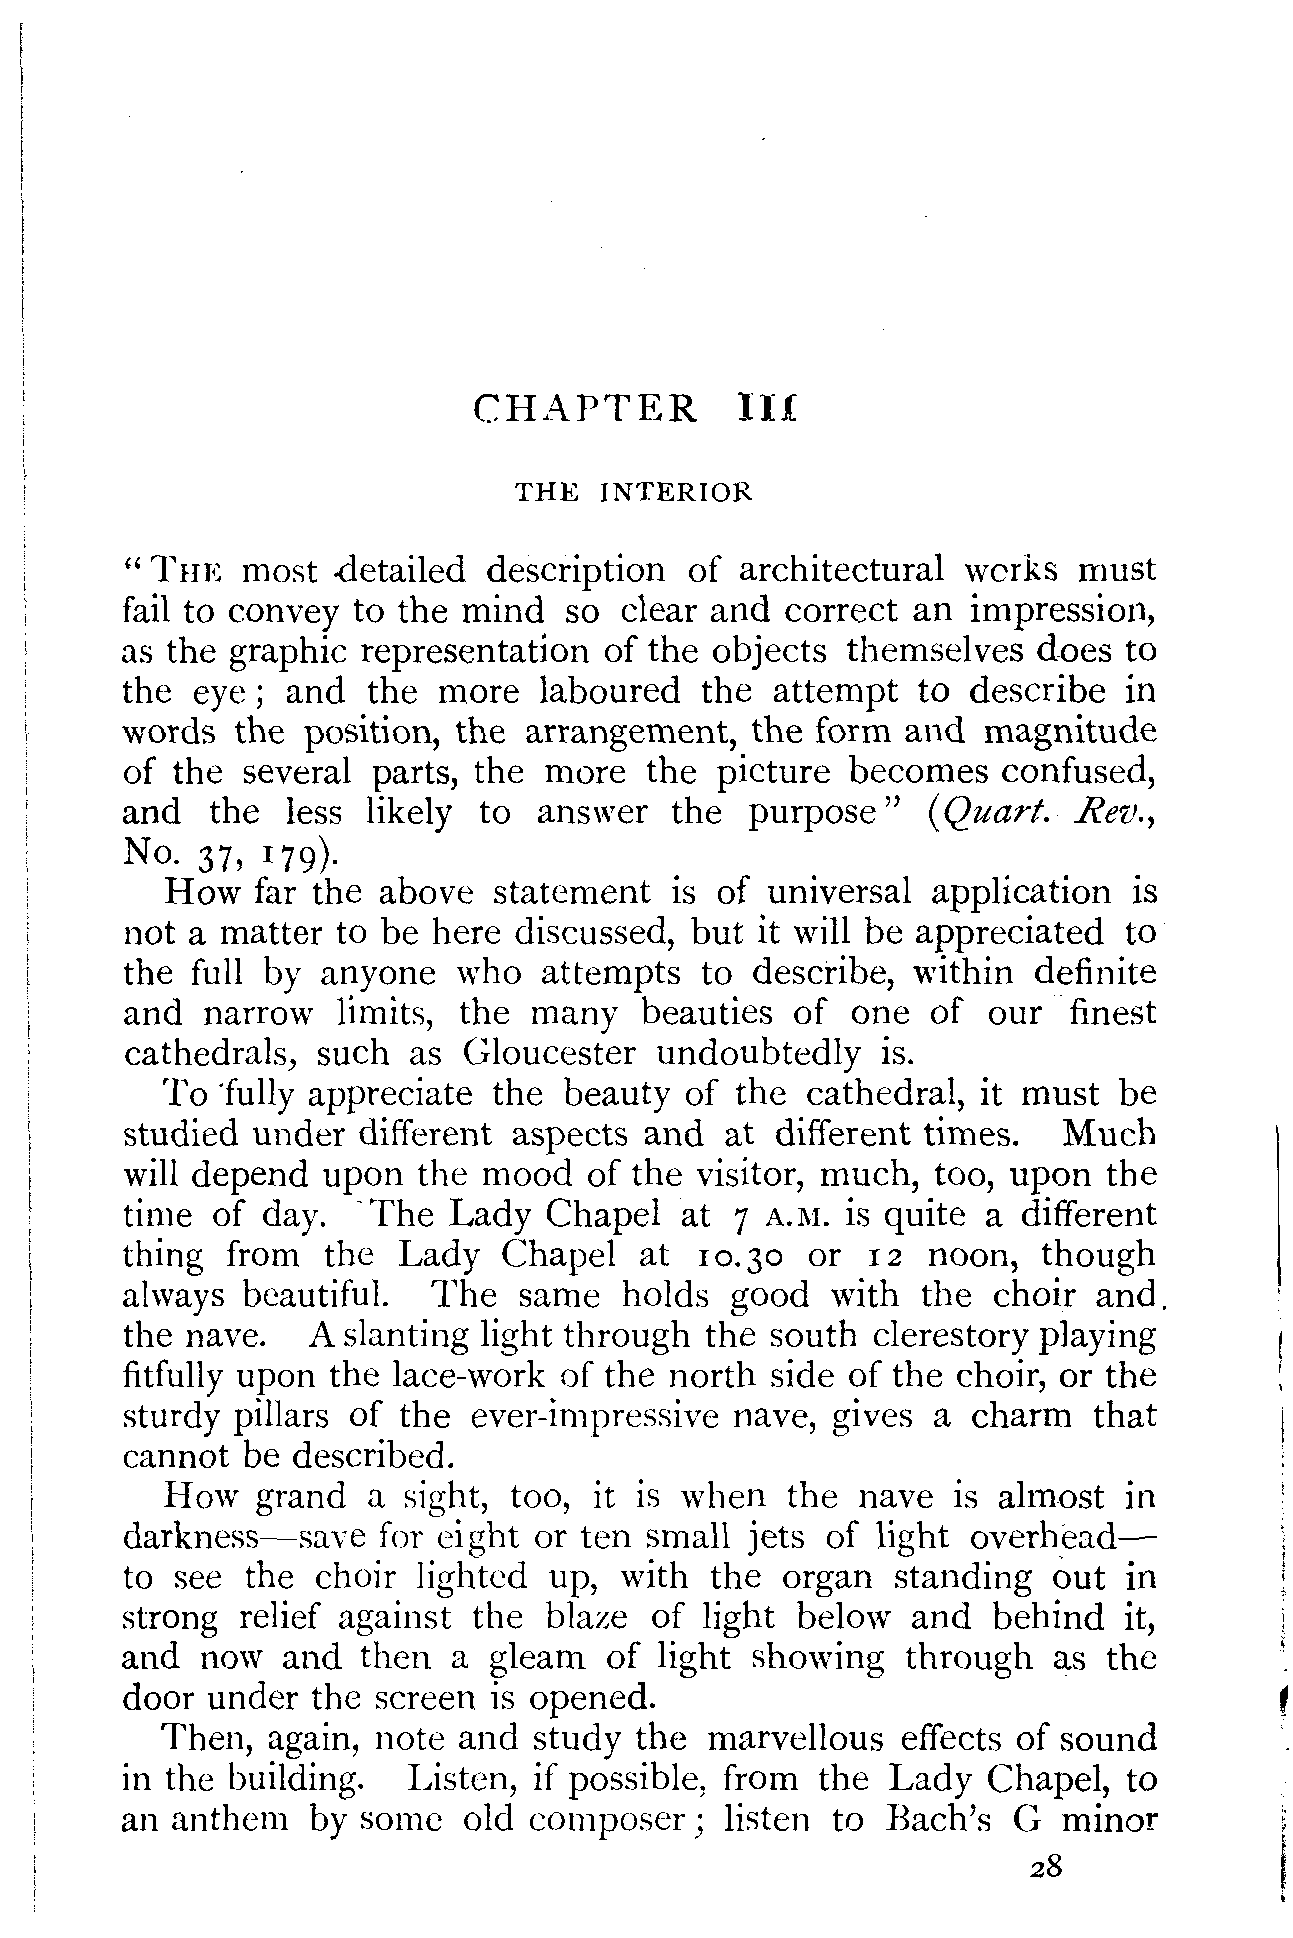 CHAPTER III
THE INTERIOR
“ THE most detailed description of architectural works must
fail to convey to the mind so clear and correct an impression,
as the graphic representation of the objects themselves does to
the eye ; and the more laboured the attempt to describe in
words the position, the arrangement, the form and magnitude
of the several parts, the more the picture becomes confused,
and the less likely to answer the purpose ” (Quart. Rev.,
No. 37, 179).
How far the above statement is of universal application is
not a matter to be here discussed, but it will be appreciated to
the full by anyone who attempts to describe, within definite
and narrow limits, the many beauties of one of our finest
cathedrals, such as Gloucester undoubtedly is.
To fully appreciate the beauty of the cathedral, it must be
studied under different aspects and at different times. Much
will depend upon the mood of the visitor, much, too, upon the
time of day. The Lady Chapel at 7 A.M. is quite a different
thing from the Lady Chapel at 10.30 or 12 noon, though
always beautiful. The same holds good with the choir and
the nave. A slanting light through the south clerestory playing
fitfully upon the lace-work of the north side of the choir, or the
sturdy pillars of the ever-impressive nave, gives a charm that
cannot be described.
How grand a sight, too, it is when the nave is almost in
darkness—save for eight or ten small jets of light overhead—
to see the choir lighted up, with the organ standing out in
strong relief against the blaze of light below and behind it,
and now and then a gleam of light showing through as the
door under the screen is opened.
Then, again, note and study the marvellous effects of sound
in the building. Listen, if possible, from the Lady Chapel, to
an anthem by some old composer ; listen to Bach’s G minor
28